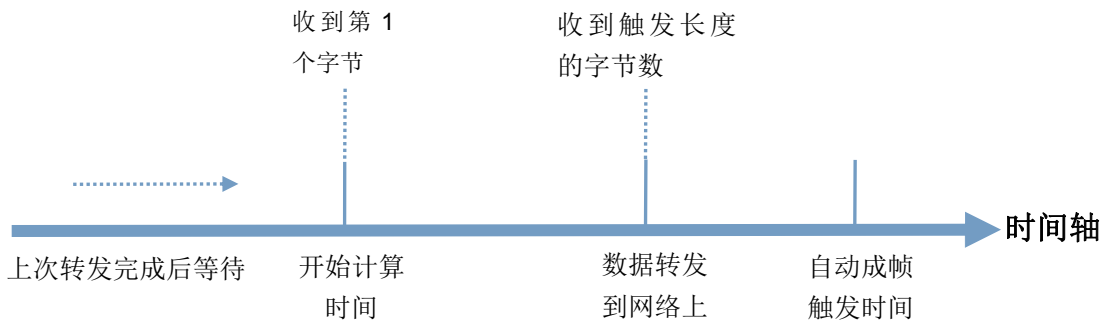 收到第 1
个字节
收到触发长度
的字节数
时间轴
上次转发完成后等待
开始计算
时间
数据转发
到网络上
自动成帧
触发时间